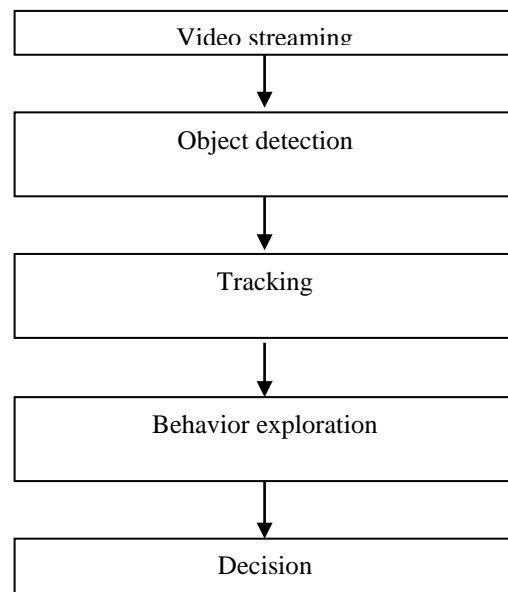 Video streaming
Object detection
Tracking
Behavior exploration
Decision